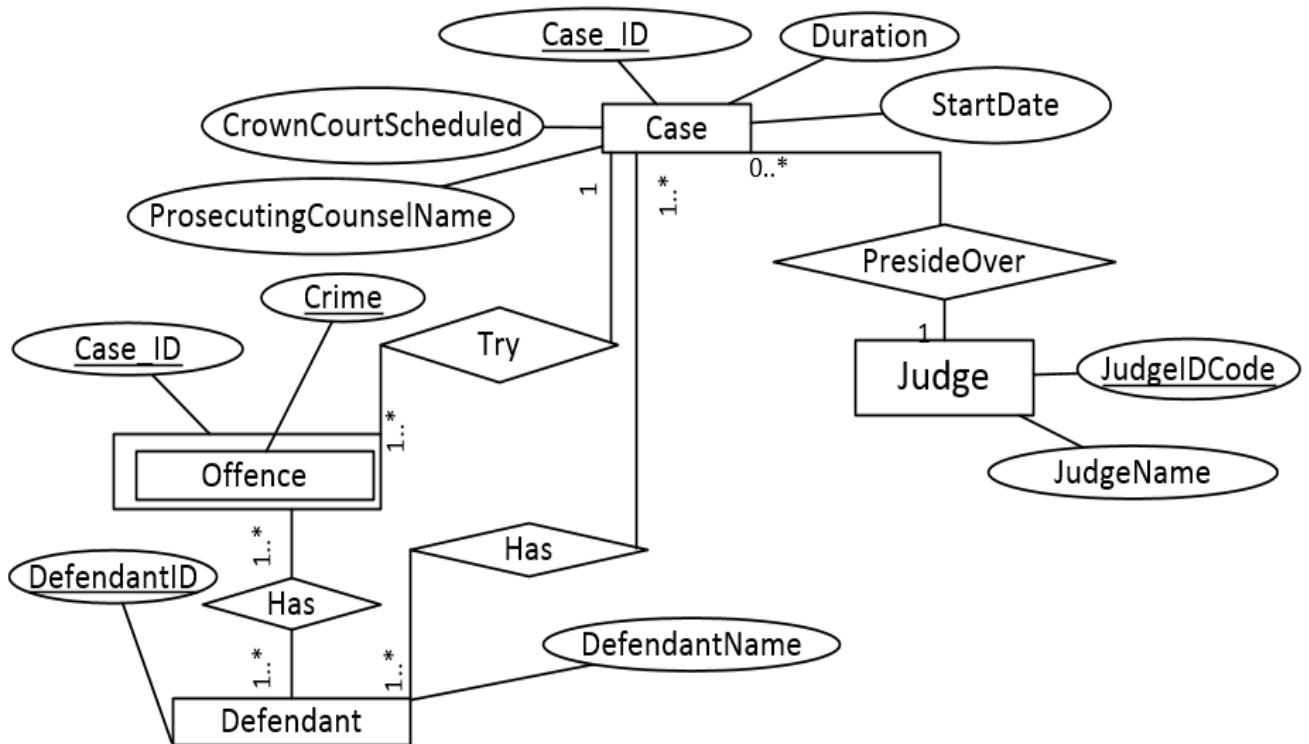 Case_ID
Duration
StartDate
CrownCourtScheduled
Case
ProsecutingCounselName
1
1..*
0..*
PresideOver
Crime
Case_ID
Try
1
Judge
JudgeIDCode
JudgeName
1..*
Offence
1..*
Has
DefendantID
Has
1..*
1..*
DefendantName
Defendant